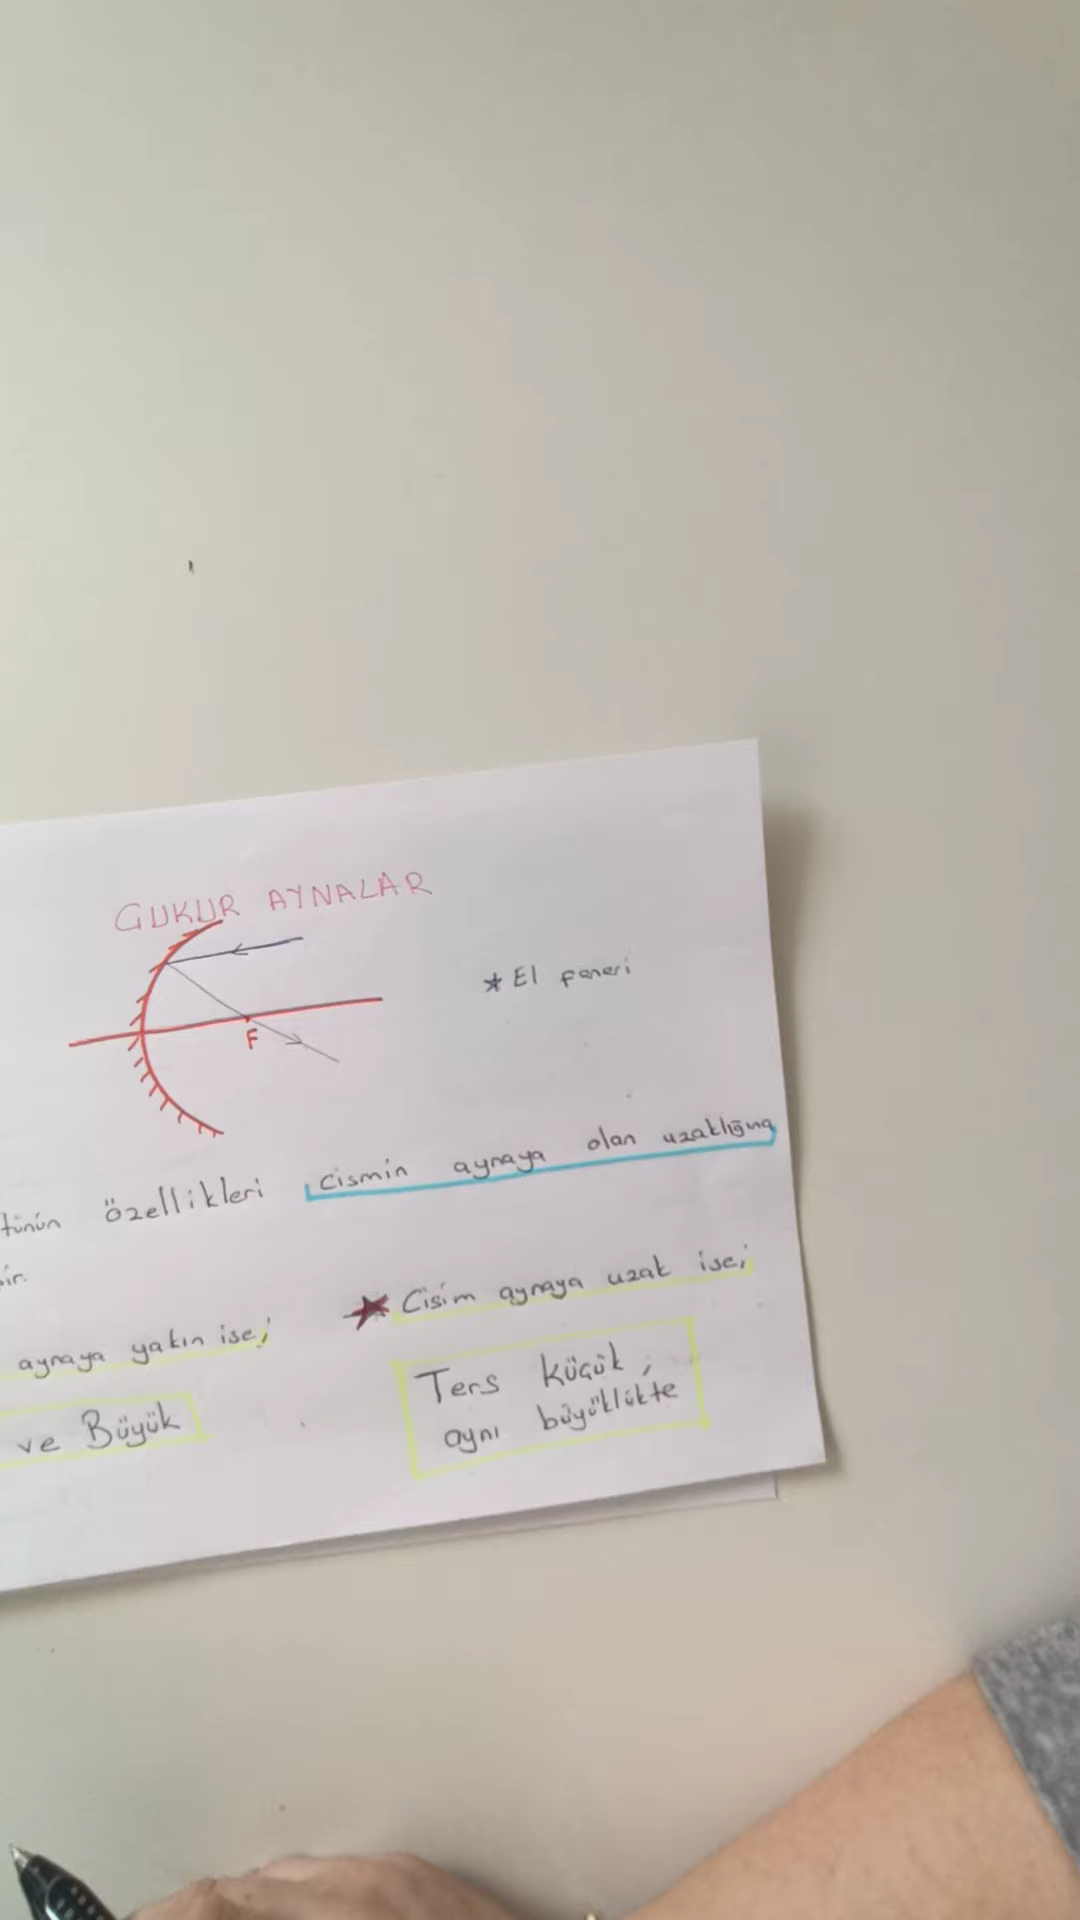 ÇUKUR AYNALAR
* El feneri
F
tünün özellikleri cismin aynaya olan uzaklığına
aynaya yakın ise;
ve Büyük
★ Cisim aynaya uzak ise;
Ters küçük,
aynı büyüklükte